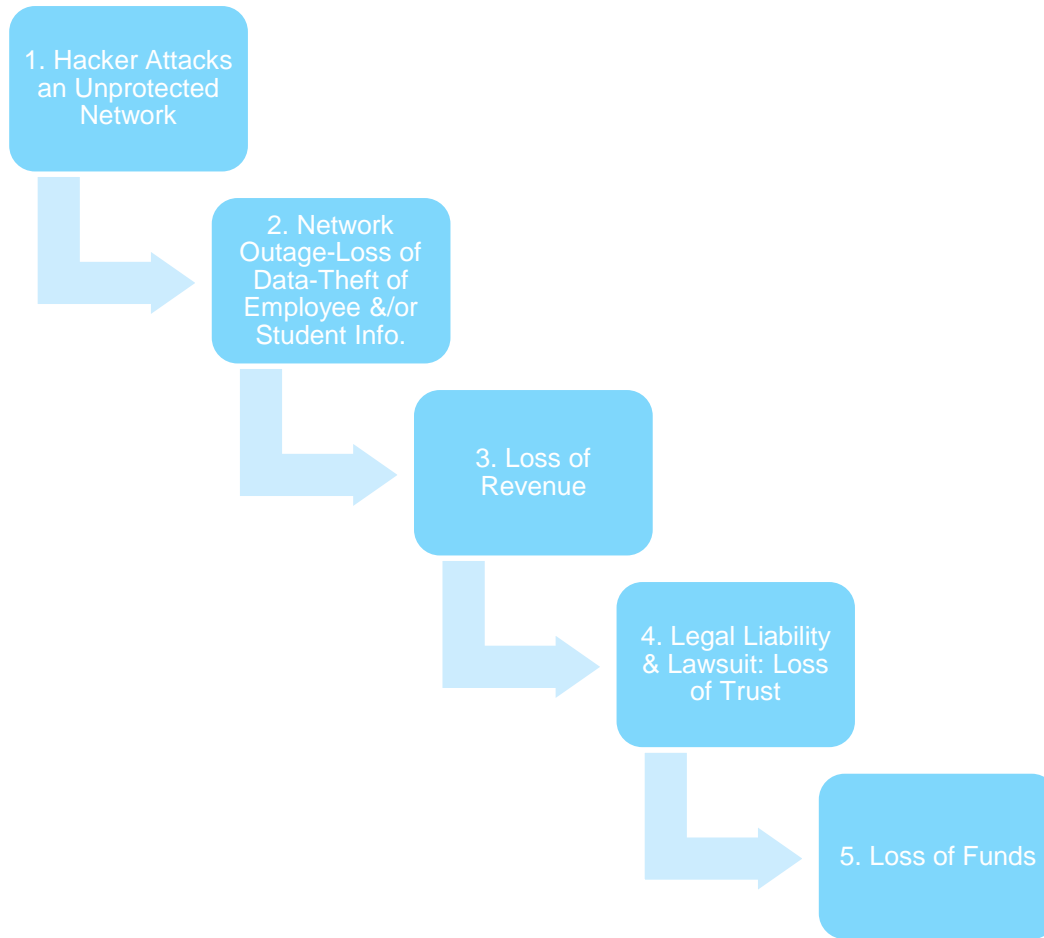 1. Hacker Attacks
an Unprotected
Network
2. Network
Outage-Loss of
Data-Theft of
Employee &/or
Student Info.
3. Loss of
Revenue
4. Legal Liability
& Lawsuit: Loss
of Trust
5. Loss of Funds